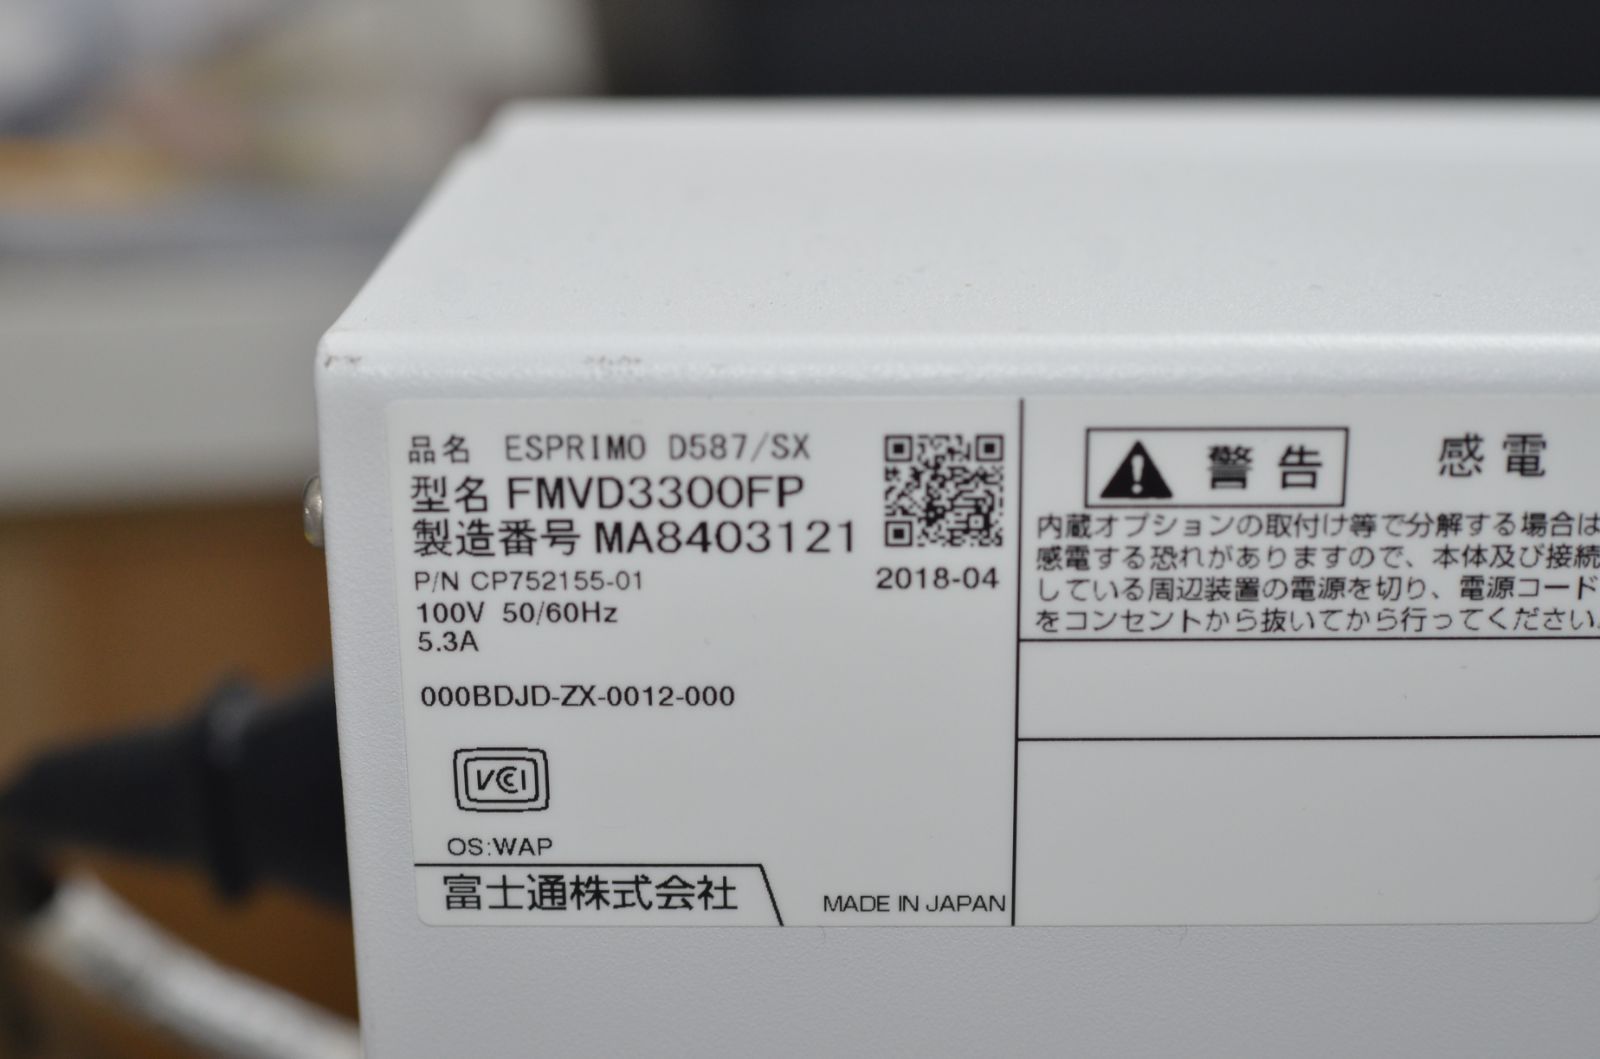 品名 ESPRIMO D587/SX
型名 FMVD3300FP
製造番号 MA8403121
P/N CP752155-01
2018-04
100V 50/60Hz
5.3A
000BDJD-ZX-0012-000
VCCI
OS:WAP
富士通株式会社
MADE IN JAPAN
警告 感電
内蔵オプションの取付け等で分解する場合は
感電する恐れがありますので、本体及び接続
している周辺装置の電源を切り、電源コード
をコンセントから抜いてから行ってください。